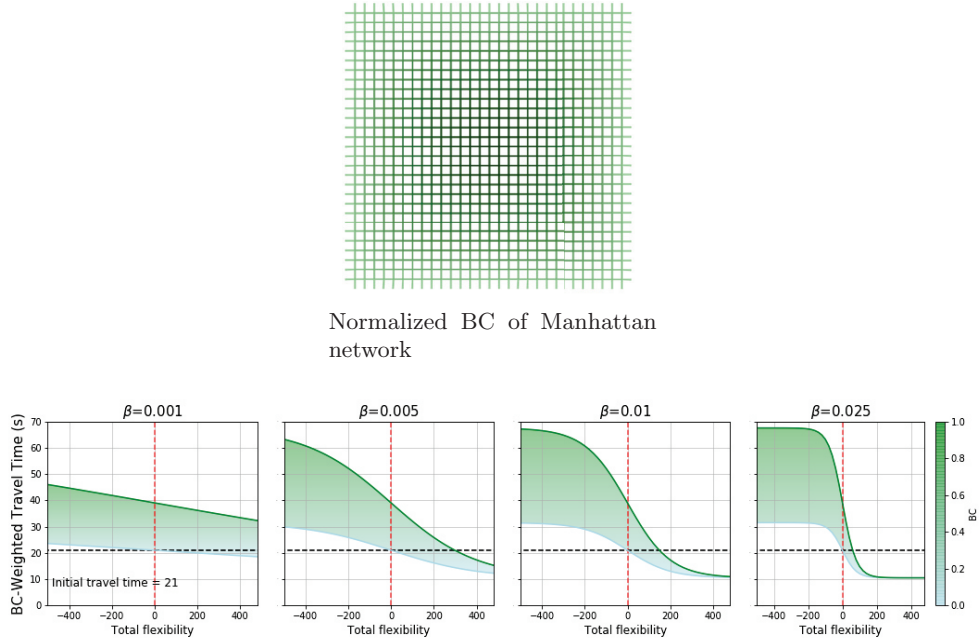 Normalized BC of Manhattan
network
β=0.001
β=0.005
β=0.01
β=0.025
BC-Weighted Travel Time (s)
70
60
50
40
30
20
10
0
Initial travel time = 21
−400 −200 0 200 400
−400 −200 0 200 400
−400 −200 0 200 400
−400 −200 0 200 400
Total flexibility
Total flexibility
Total flexibility
Total flexibility
1.0
0.8
0.6
0.4
0.2
0.0
BC